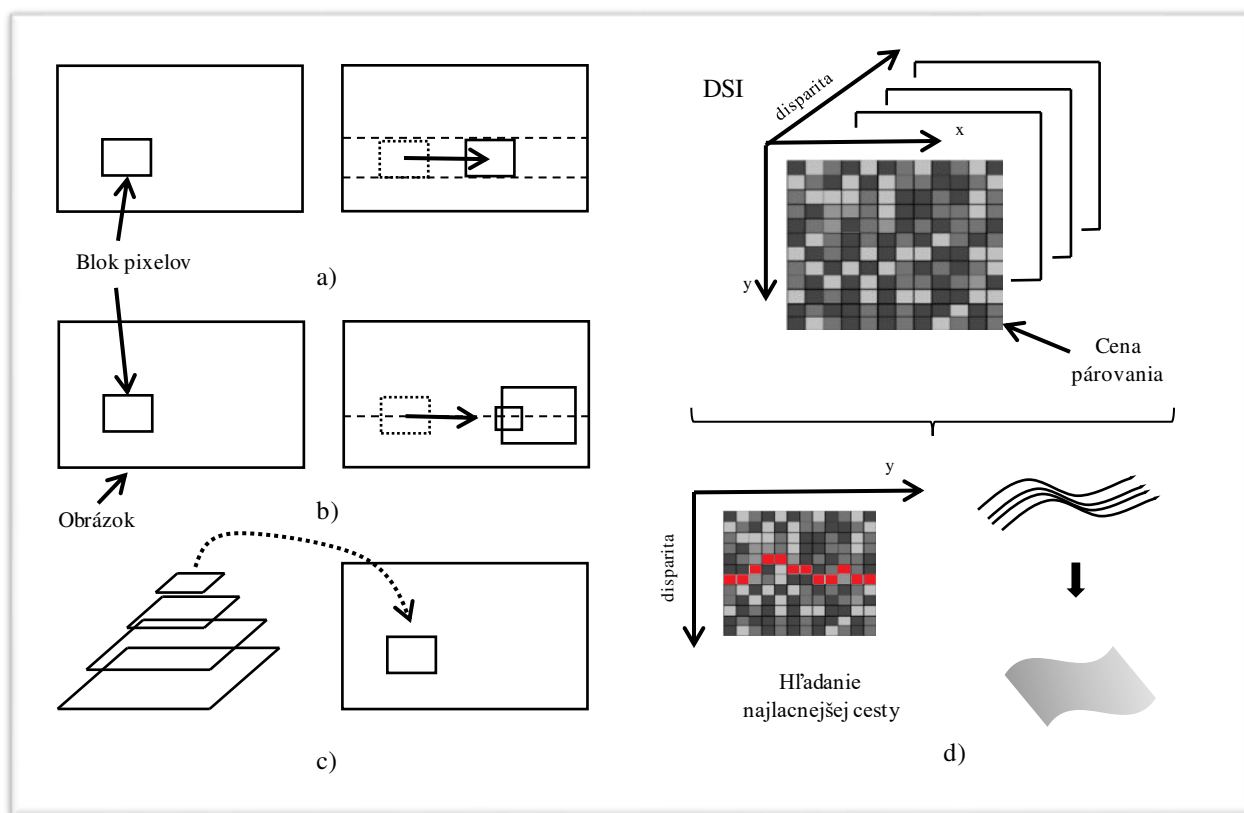 Blok pixelov
a)
Obrázok
b)
c)
DSI
disparita
x
y
Cena
párovania
y
disparita
Hľadanie
najlacnejšej cesty
d)